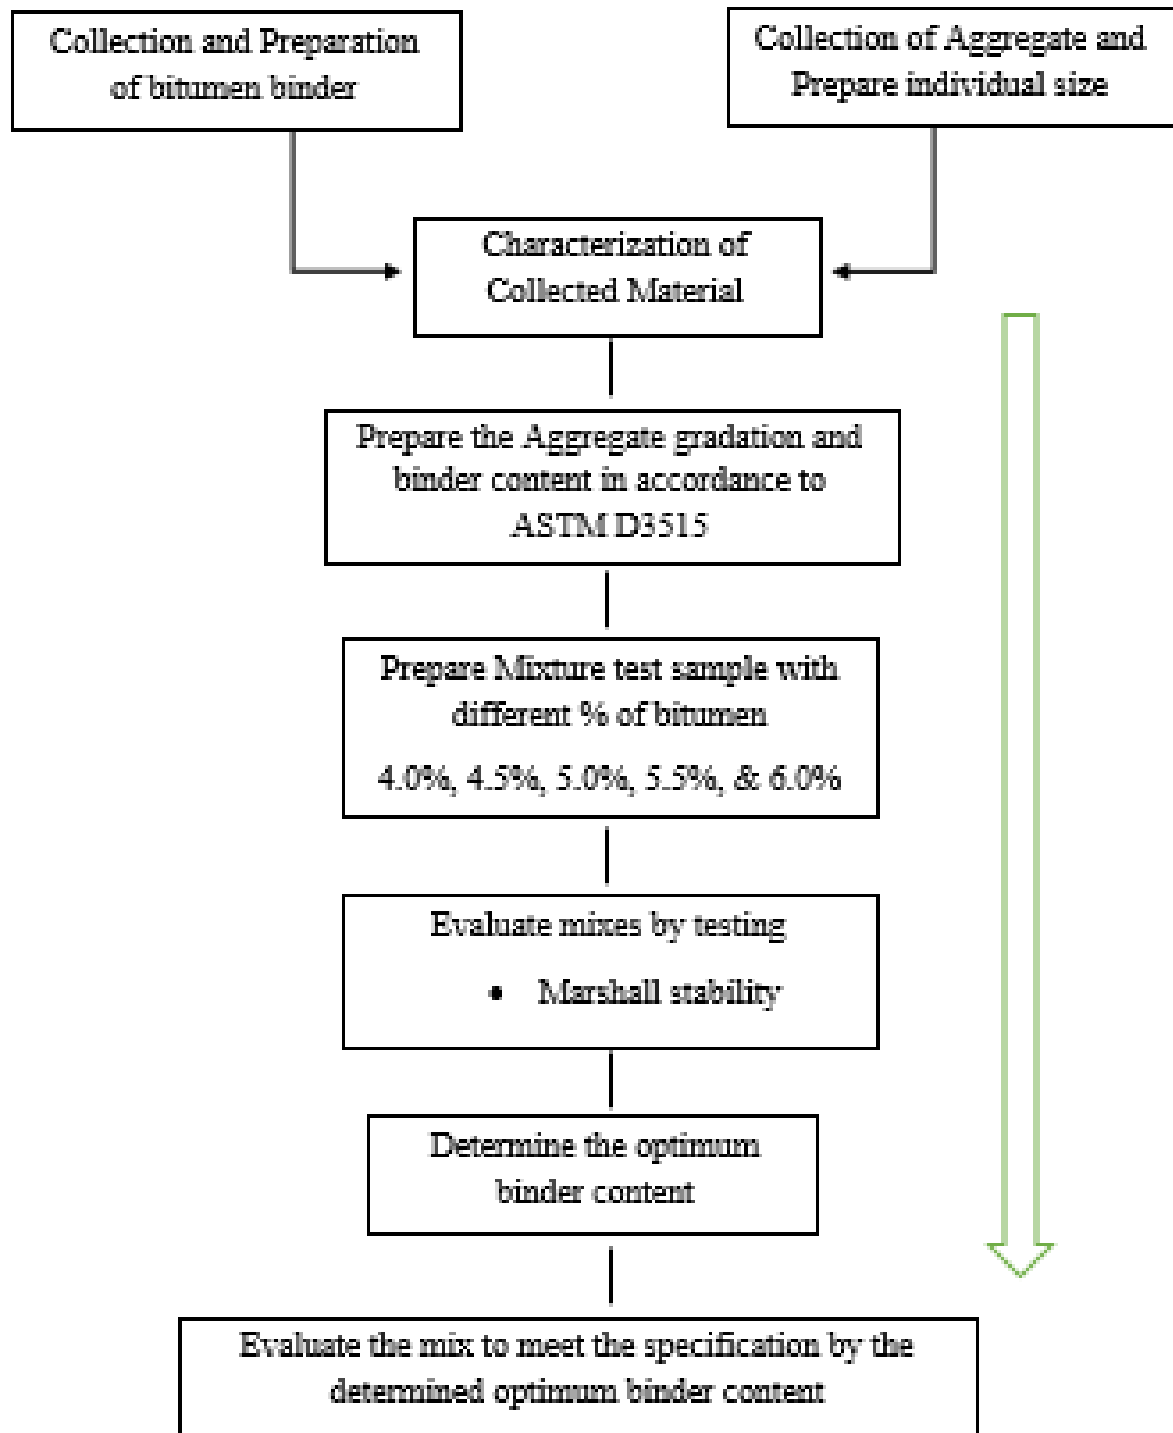 Collection and Preparation
of bitumen binder
Collection of Aggregate and
Prepare individual size
Characterization of
Collected Material
Prepare the Aggregate gradation and
binder content in accordance to
ASTM D3515
Prepare Mixture test sample with
different % of bitumen
4.0%, 4.5%, 5.0%, 5.5%, & 6.0%
Evaluate mixes by testing
• Marshall stability
Determine the optimum
binder content
Evaluate the mix to meet the specification by the
determined optimum binder content